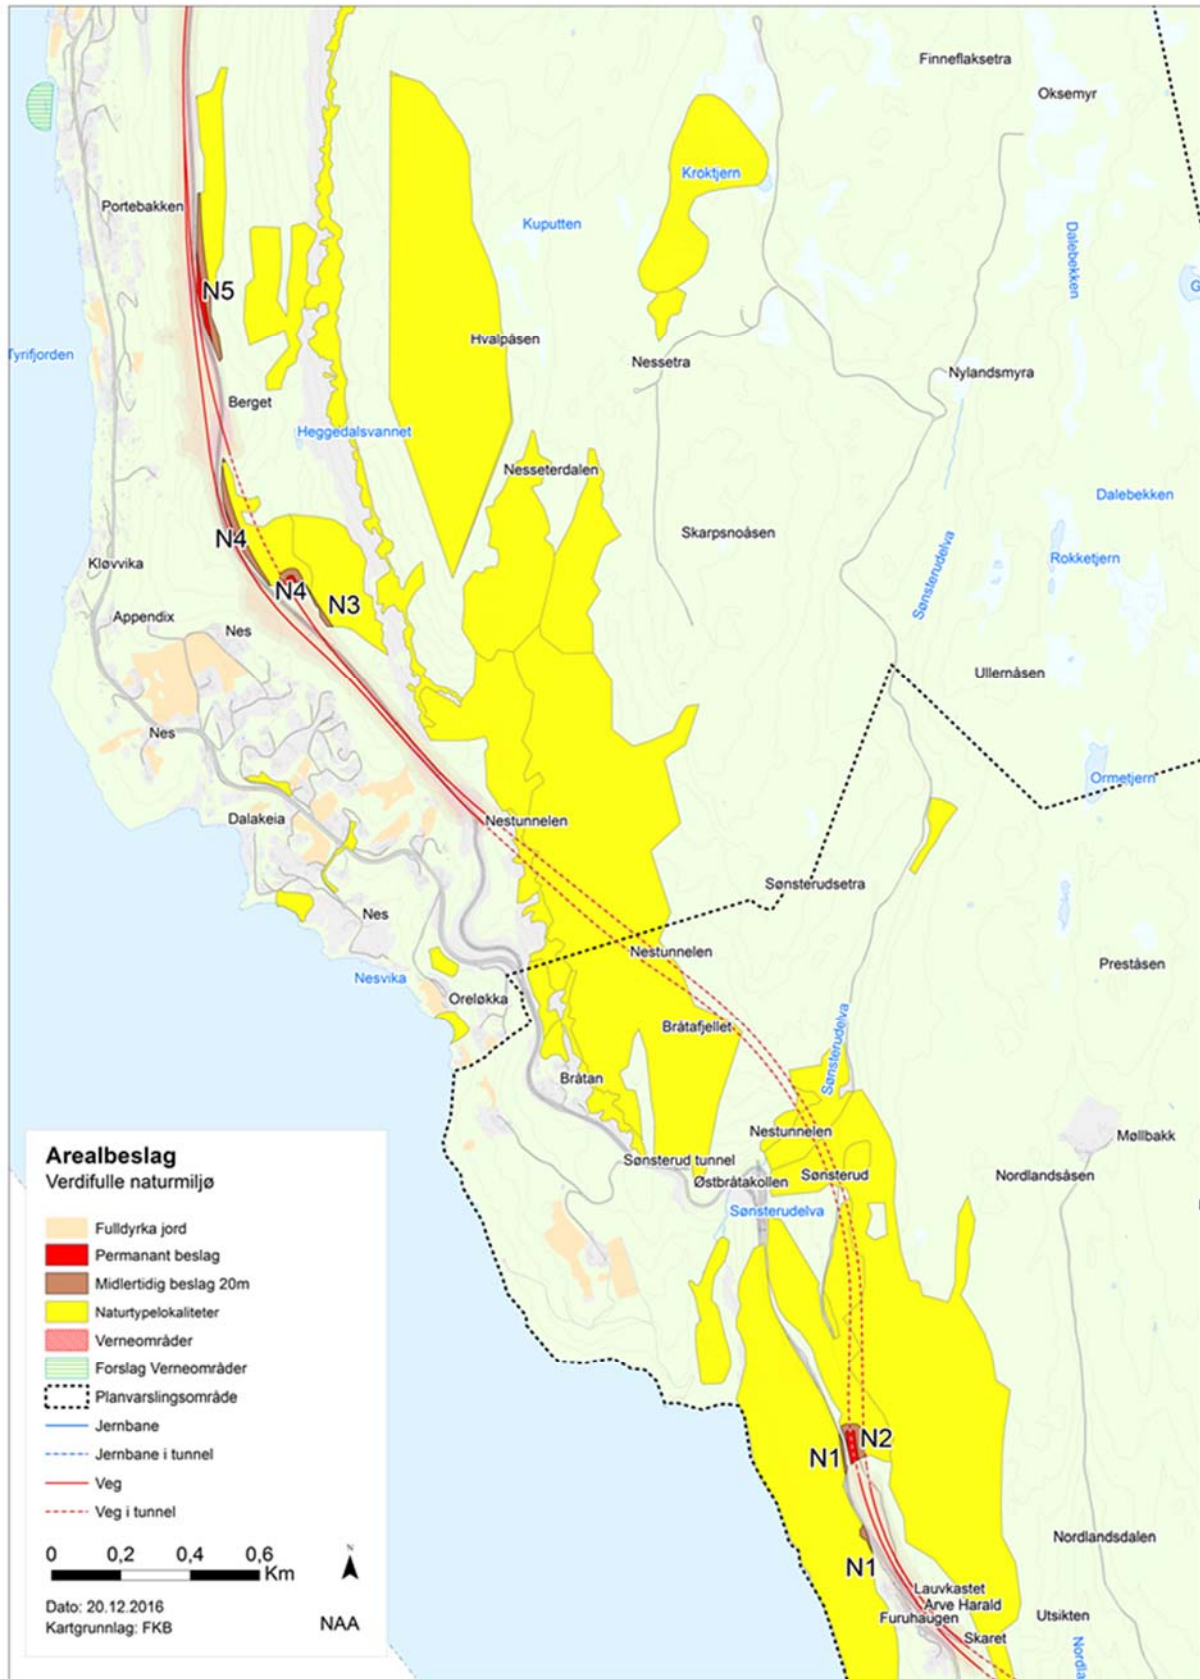 Finneflaksetra
Oksemyr
Kroktjern
Portebakken
Kuputten
Dalebekken
G
N5
Hvalpåsen
Tyrifjorden
Nessetra
Nylandsmyra
Berget
Heggedalsvannet
Nesseterdalen
Dalebekken
Skarpsnoåsen
N4
Kløvvika
Sønsterudelva
Rokketjern
N4
N3
Appendix
Nes
Ullernåsen
Nes
Ormetjern
Dalakeia
Nestunnelen
Sønsterudsetra
Nes
Nestunnelen
Preståsen
Nesvika
Oreløkka
Bråtafjellet
Sønsterudelva
Bråtan
Nestunnelen
Møllbakk
Sønsterud tunnel
Østbråtakollen
Sønsterud
Nordlandsåsen
Sønsterudelva
N2
N1
Nordlandsdalen
N1
Lauvkastet
Arve Harald
Furuhaugen
Utsikten
Skaret
Nordla
Arealbeslag
Verdifulle naturmiljø
Fulldyrka jord
Permanant beslag
Midlertidig beslag 20m
Naturtypelokaliteter
Verneområder
Forslag Verneområder
Planvarslingsområde
Jernbane
Jernbane i tunnel
Veg
Veg i tunnel
0 0,2 0,4 0,6
Km
N
Dato: 20.12.2016
Kartgrunnlag: FKB
NAA